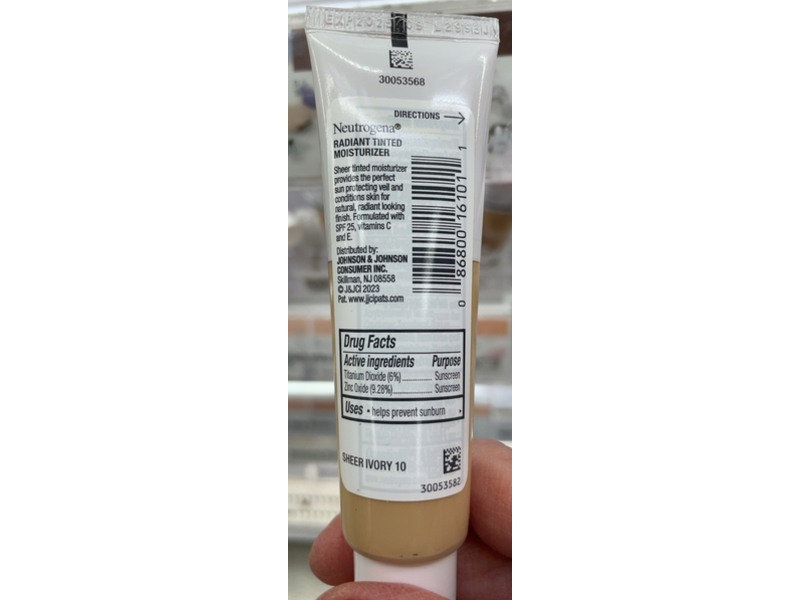 EXP2025
30053568
DIRECTIONS
Neutrogena®
RADIANT TINTED
MOISTURIZER
Sheer tinted moisturizer
provides the perfect
sun protecting veil and
conditions skin for
natural, radiant looking
finish. Formulated with
SPF 25, vitamins C
and E.
Distributed by:
JOHNSON & JOHNSON
CONSUMER INC.
Skillman, NJ 08558
© J&JCI 2023
Pat. www.jjcipats.com
0 86800 16101 1
Drug Facts
Active ingredients Purpose
Titanium Dioxide (6%) Sunscreen
Zinc Oxide (9.28%) Sunscreen
Uses • helps prevent sunburn •
SHEER IVORY 10
30053582